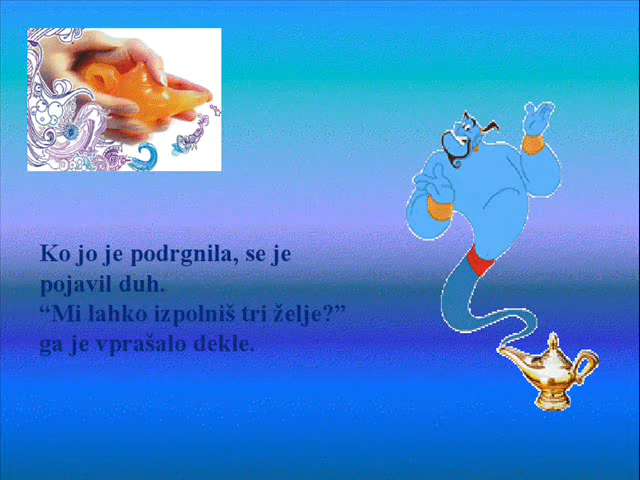 Ko jo je podrgnila, se je
pojavil duh.
“Mi lahko izpolniš tri želje?”
ga je vprašalo dekle.